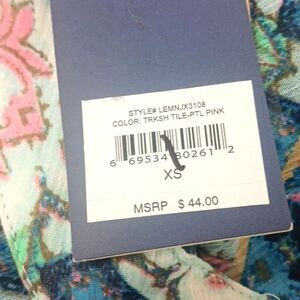 STYLE# LEMNJX3108
COLOR: TRKSH TILE-PTL PINK
6 69534 80261 2
XS
MSRP $ 44.00